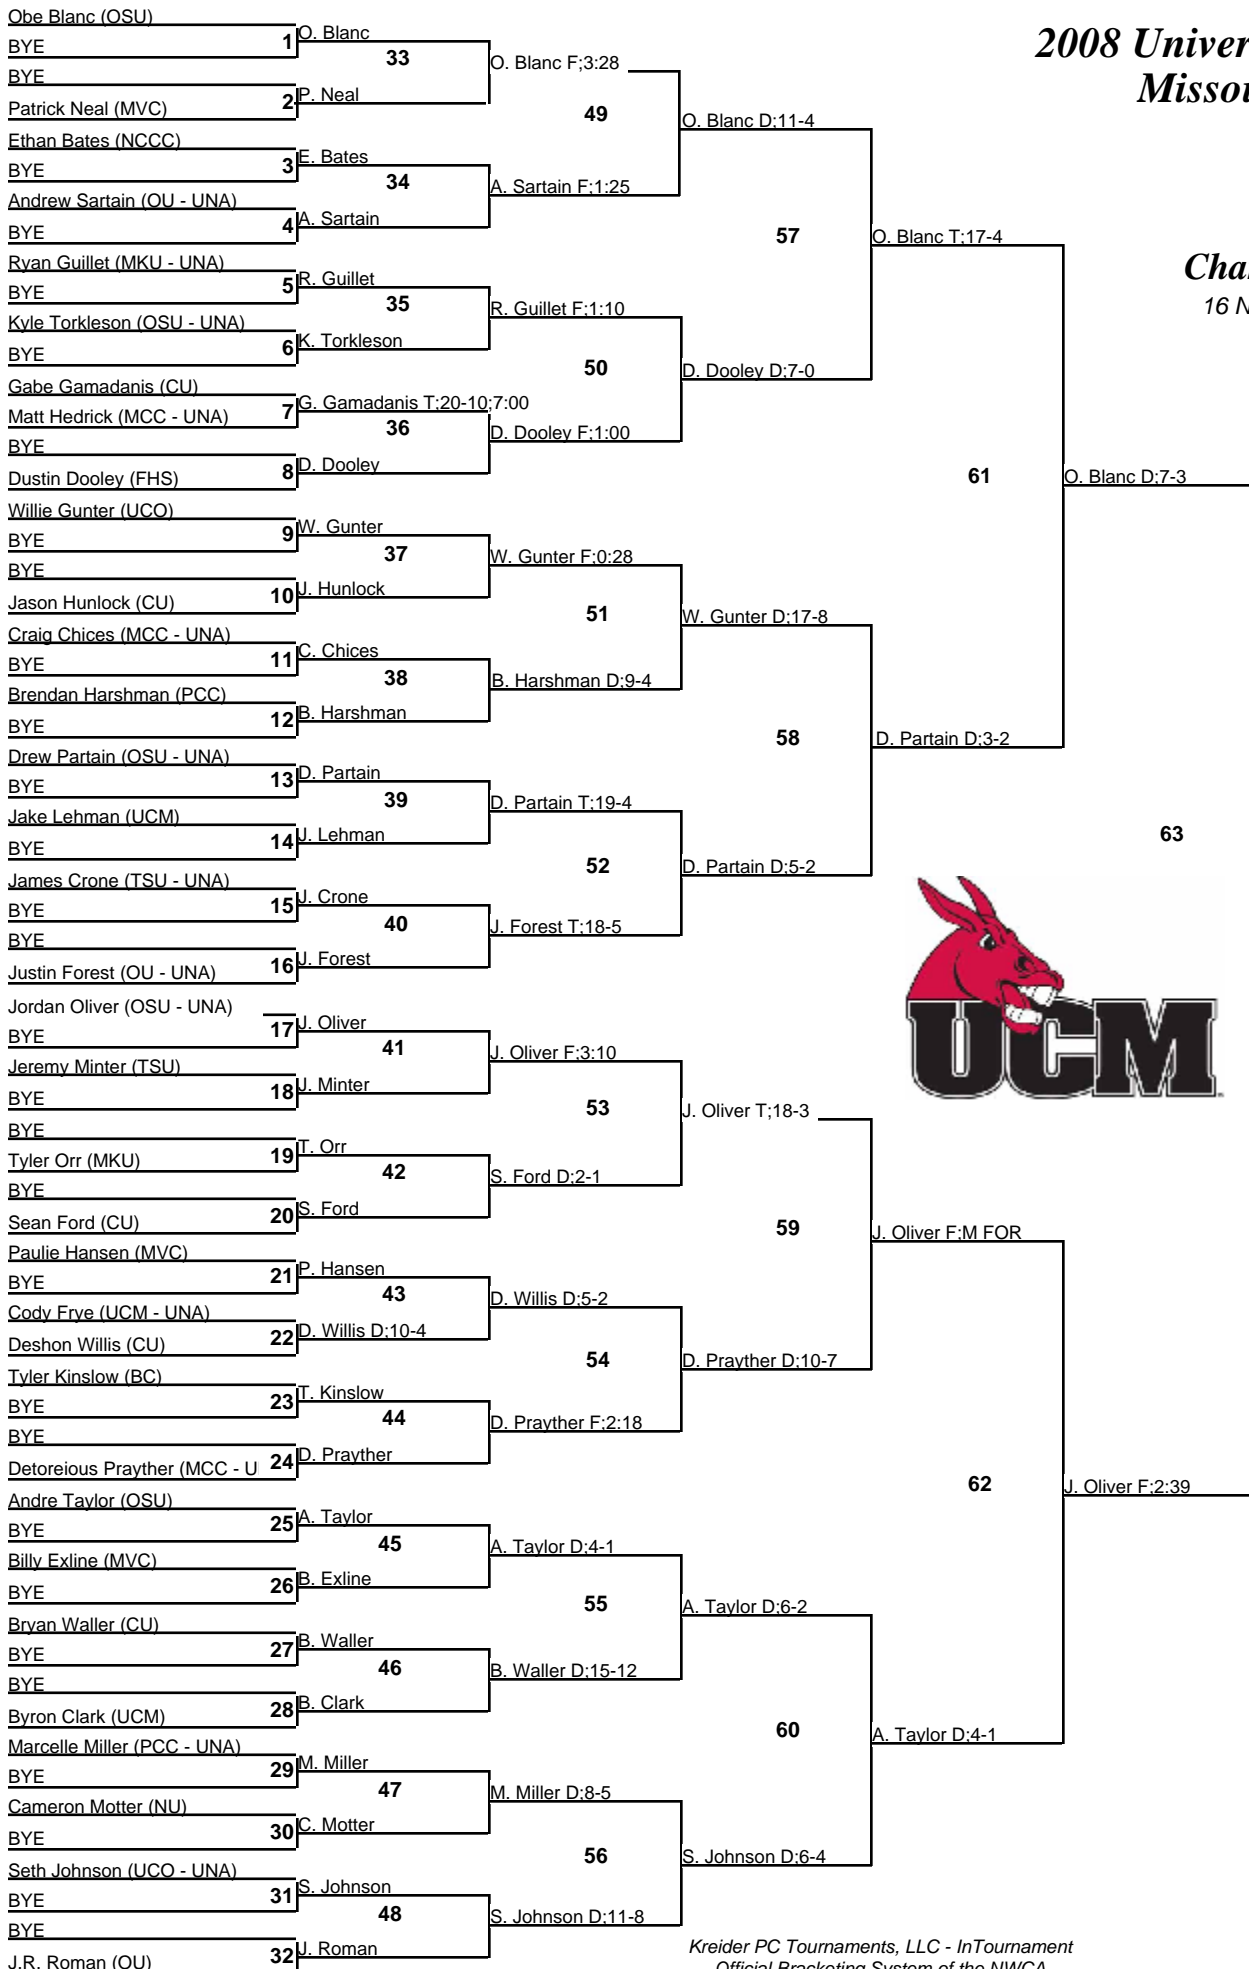 Obe Blanc (OSU)
BYE
1
BYE
Patrick Neal (MVC)
2
Ethan Bates (NCCC)
BYE
3
Andrew Sartain (OU - UNA)
BYE
4
Ryan Guillet (MKU - UNA)
BYE
5
Kyle Torkleson (OSU - UNA)
BYE
6
Gabe Gamadanis (CU)
Matt Hedrick (MCC - UNA)
7
BYE
Dustin Dooley (FHS)
8
Willie Gunter (UCO)
BYE
9
BYE
Jason Hunlock (CU)
10
Craig Chices (MCC - UNA)
BYE
11
Brendan Harshman (PCC)
BYE
12
Drew Partain (OSU - UNA)
BYE
13
Jake Lehman (UCM)
BYE
14
James Crone (TSU - UNA)
BYE
15
BYE
Justin Forest (OU - UNA)
16
Jordan Oliver (OSU - UNA)
BYE
17
Jeremy Minter (TSU)
BYE
18
BYE
Tyler Orr (MKU)
19
BYE
Sean Ford (CU)
20
Paulie Hansen (MVC)
BYE
21
Cody Frye (UCM - UNA)
Deshon Willis (CU)
22
Tyler Kinslow (BC)
BYE
23
BYE
Detoreious Prayther (MCC - U
24
Andre Taylor (OSU)
BYE
25
Billy Exline (MVC)
BYE
26
Bryan Waller (CU)
BYE
27
BYE
Byron Clark (UCM)
28
Marcelle Miller (PCC - UNA)
BYE
29
Cameron Motter (NU)
BYE
30
Seth Johnson (UCO - UNA)
BYE
31
BYE
J.R. Roman (OU)
32
O. Blanc
33
P. Neal
E. Bates
34
A. Sartain
R. Guillet
35
K. Torkleson
G. Gamadanis T;20-10;7:00
36
D. Dooley
W. Gunter
37
J. Hunlock
C. Chices
38
B. Harshman
D. Partain
39
J. Lehman
J. Crone
40
J. Forest
J. Oliver
41
J. Minter
T. Orr
42
S. Ford
P. Hansen
43
D. Willis D;10-4
T. Kinslow
44
D. Prayther
A. Taylor
45
B. Exline
B. Waller
46
B. Clark
M. Miller
47
C. Motter
S. Johnson
48
J. Roman
O. Blanc F;3:28
49
A. Sartain F;1:25
R. Guillet F;1:10
50
D. Dooley F;1:00
W. Gunter F;0:28
51
B. Harshman D;9-4
D. Partain T;19-4
52
J. Forest T;18-5
J. Oliver F;3:10
53
S. Ford D;2-1
D. Willis D;5-2
54
D. Prayther F;2:18
A. Taylor D;4-1
55
B. Waller D;15-12
M. Miller D;8-5
56
S. Johnson D;11-8
O. Blanc D;11-4
57
D. Dooley D;7-0
W. Gunter D;17-8
58
D. Partain D;5-2
J. Oliver T;18-3
59
D. Prayther D;10-7
A. Taylor D;6-2
60
S. Johnson D;6-4
O. Blanc T;17-4
61
D. Partain D;3-2
J. Oliver F;M FOR
62
A. Taylor D;4-1
O. Blanc D;7-3
63
J. Oliver F;2:39
2008 Univer
Missou
Cha
16 N
UCM
Kreider PC Tournaments, LLC - InTournament
Official Bracketing System of the NWCA